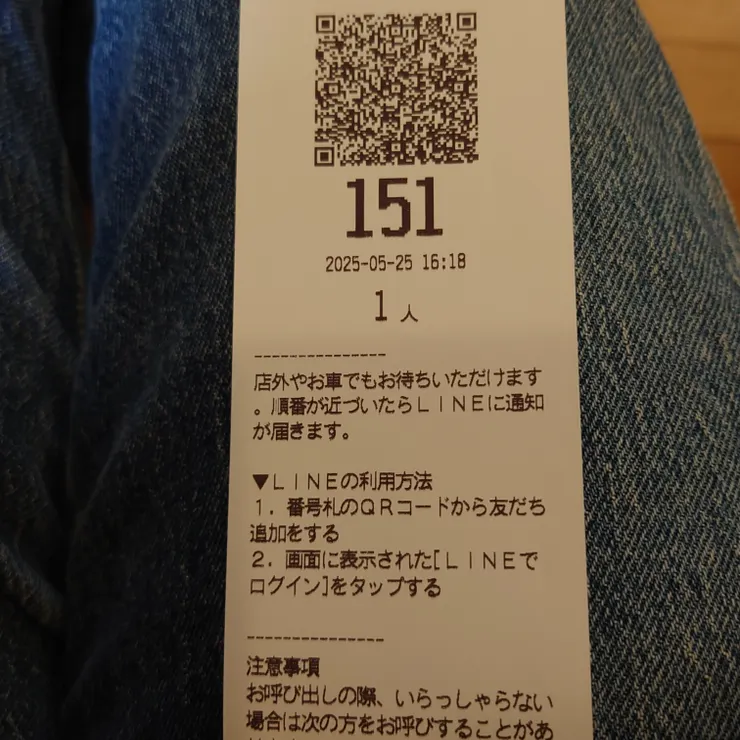 151
2025-05-25 16:18
1人
---------------
店外やお車でもお待ちいただけます
。順番が近づいたらLINEに通知
が届きます。
▼LINEの利用方法
1. 番号札のQRコードから友だち
追加をする
2. 画面に表示された[LINEで
ログイン]をタップする
---------------
注意事項
お呼び出しの際、いらっしゃらない
場合は次の方をお呼びすることがあ